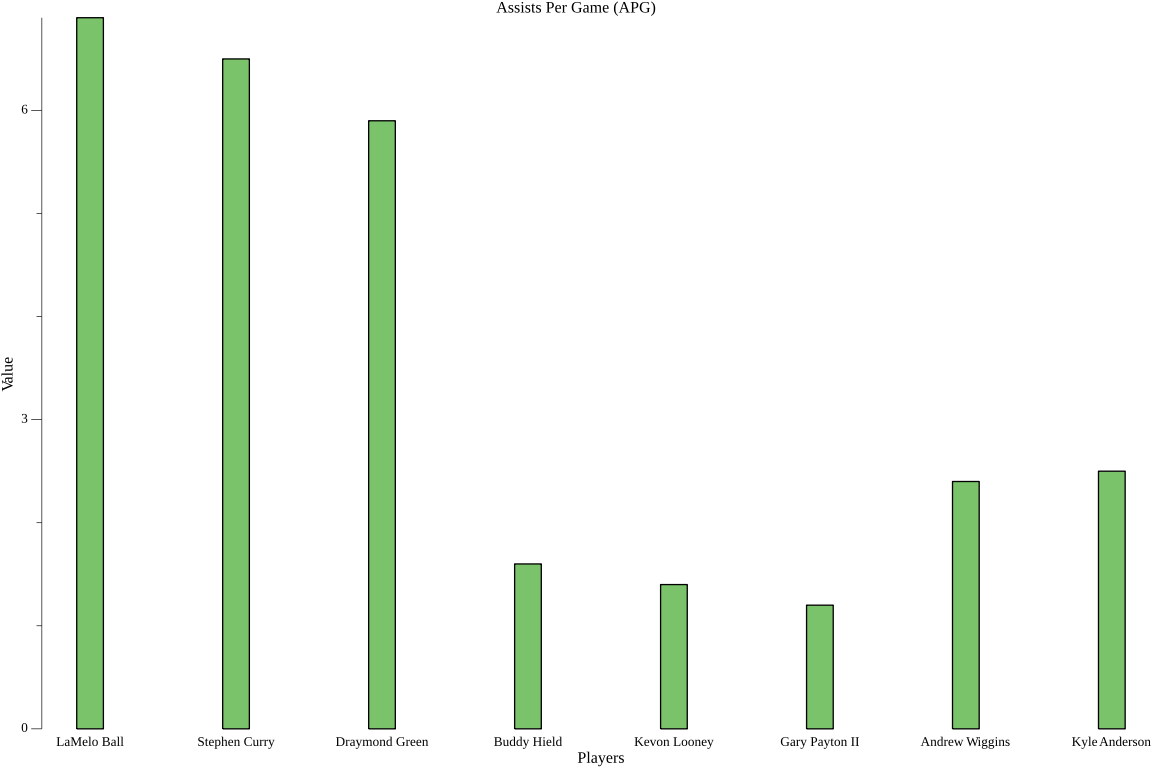 Assists Per Game (APG)
6
3
0
Value
LaMelo Ball Stephen Curry Draymond Green Buddy Hield Kevon Looney Gary Payton II Andrew Wiggins Kyle Anderson
Players